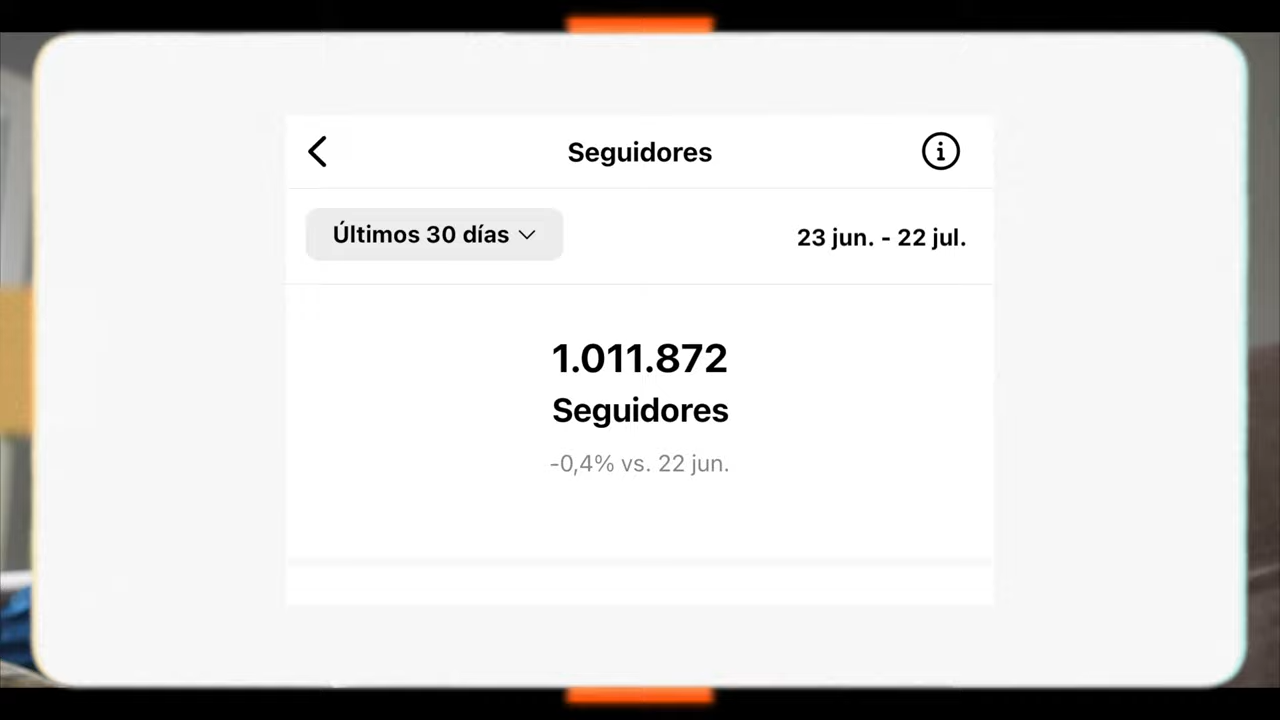 Seguidores
Últimos 30 días
23 jun. - 22 jul.
1.011.872
Seguidores
-0,4% vs. 22 jun.